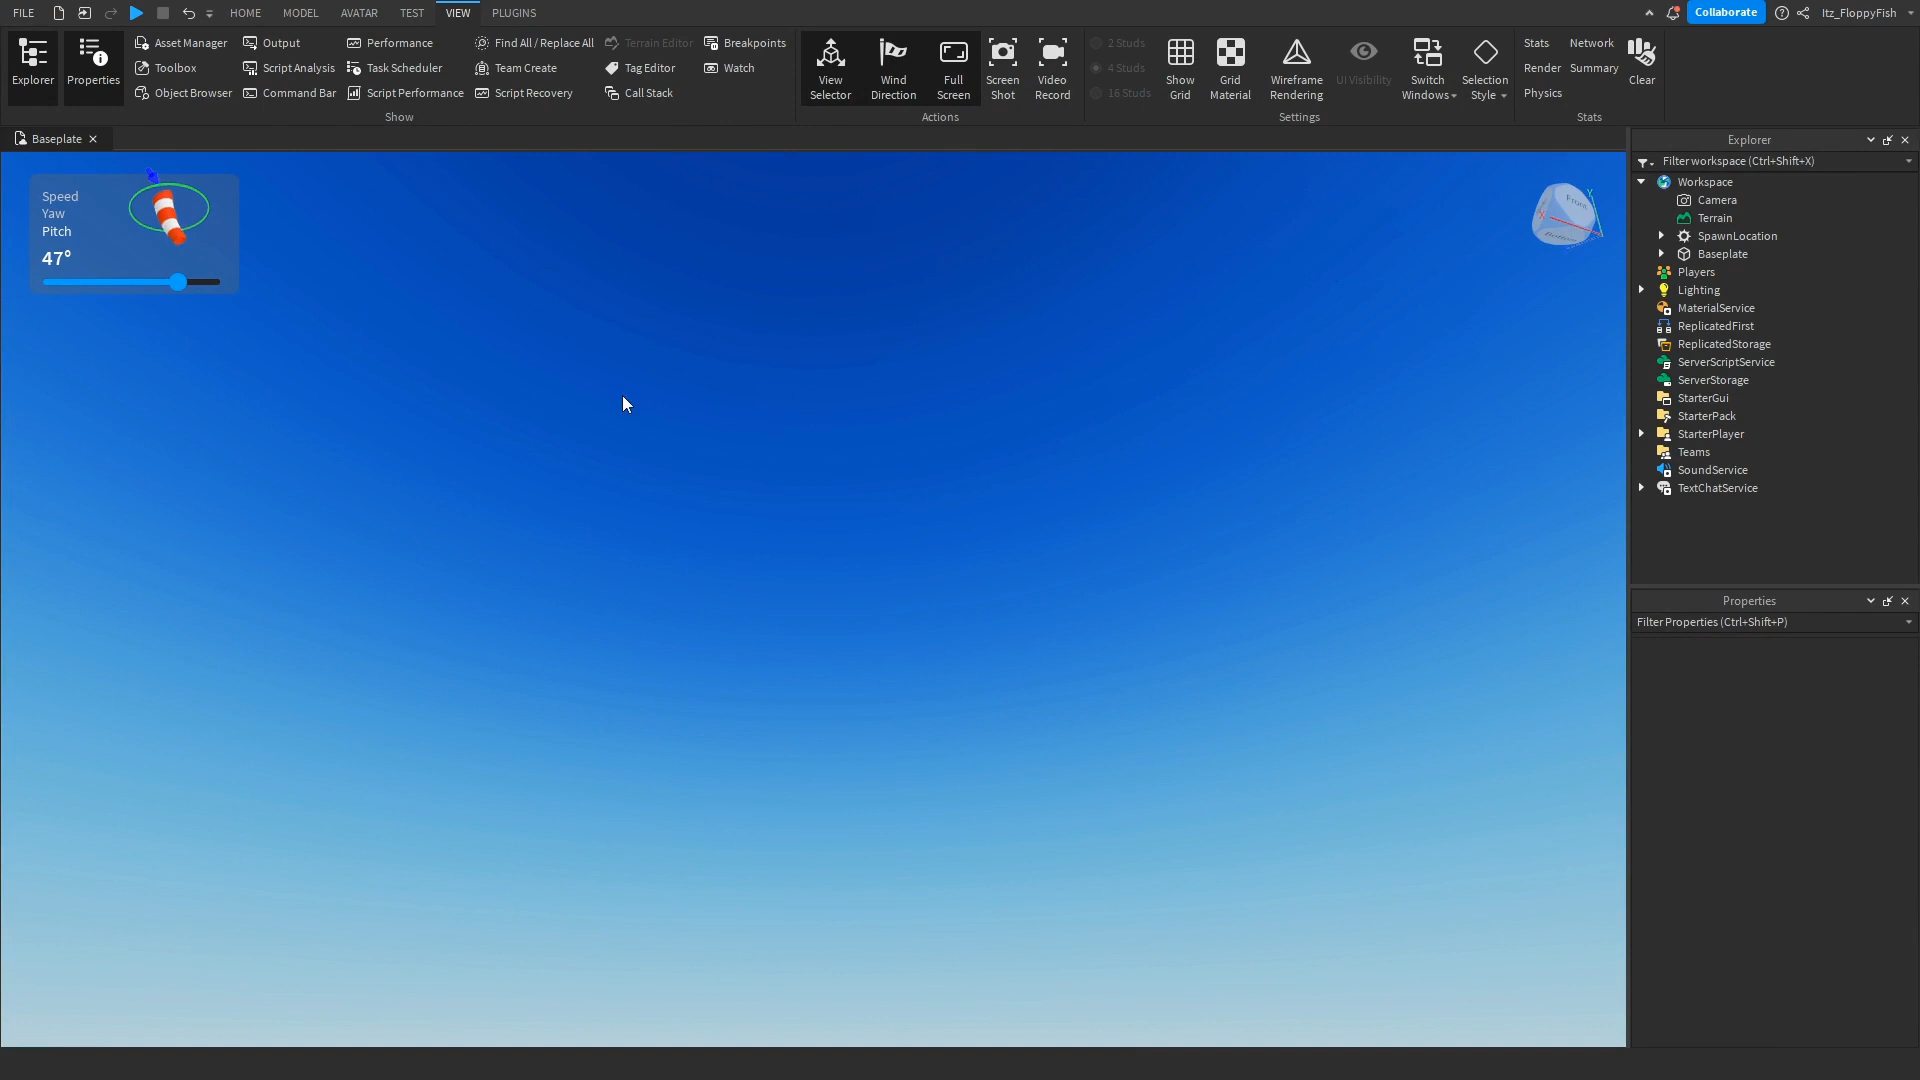 FILE HOME MODEL AVATAR TEST VIEW PLUGINS Collaborate Itz_FloppyFish
Explorer
Properties
Asset Manager
Toolbox
Object Browser
Output
Script Analysis
Command Bar
Performance
Task Scheduler
Script Performance
Find All / Replace All
Team Create
Script Recovery
Terrain Editor
Tag Editor
Call Stack
Breakpoints
Watch
Show
View
Selector
Wind
Direction
Full
Screen
Screen
Shot
Video
Record
Actions
2 Studs
4 Studs
16 Studs
Show
Grid
Grid
Material
Wireframe
Rendering
UI Visibility
Switch
Windows
Selection
Style
Settings
Stats
Render
Physics
Network
Summary
Clear
Stats
Baseplate
Speed
Yaw
Pitch
47°
Y
Front
X
Bottom
Explorer
Filter workspace (Ctrl+Shift+X)
Workspace
Camera
Terrain
SpawnLocation
Baseplate
Players
Lighting
MaterialService
ReplicatedFirst
ReplicatedStorage
ServerScriptService
ServerStorage
StarterGui
StarterPack
StarterPlayer
Teams
SoundService
TextChatService
Properties
Filter Properties (Ctrl+Shift+P)